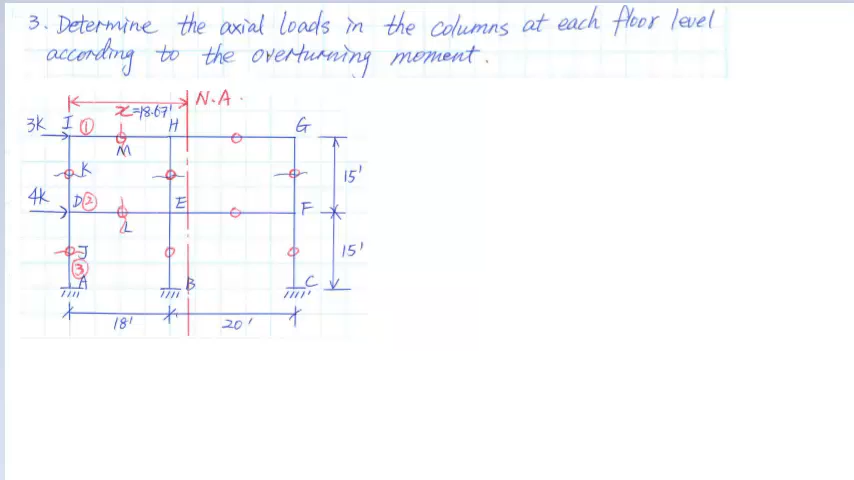 3. Determine the axial loads in the columns at each floor level
according to the overturning moment.
N.A.
x=18.67'
3K I ① H G
M
K
15'
4K D② E F
L
J
15'
③
A B C
18' 20'